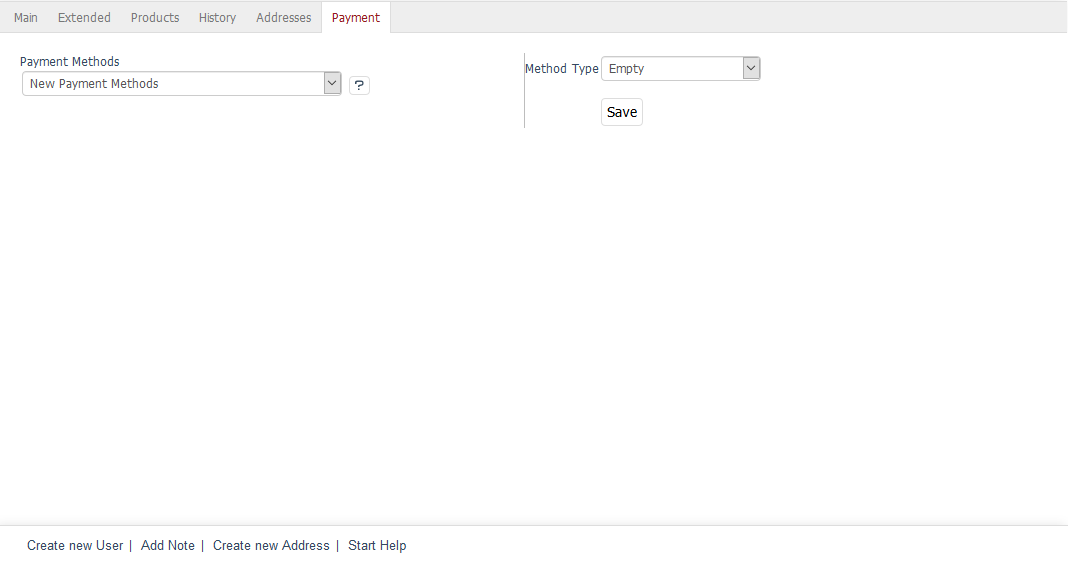 Main Extended Products History Addresses Payment
Payment Methods
New Payment Methods ?
Method Type Empty
Save
Create new User | Add Note | Create new Address | Start Help